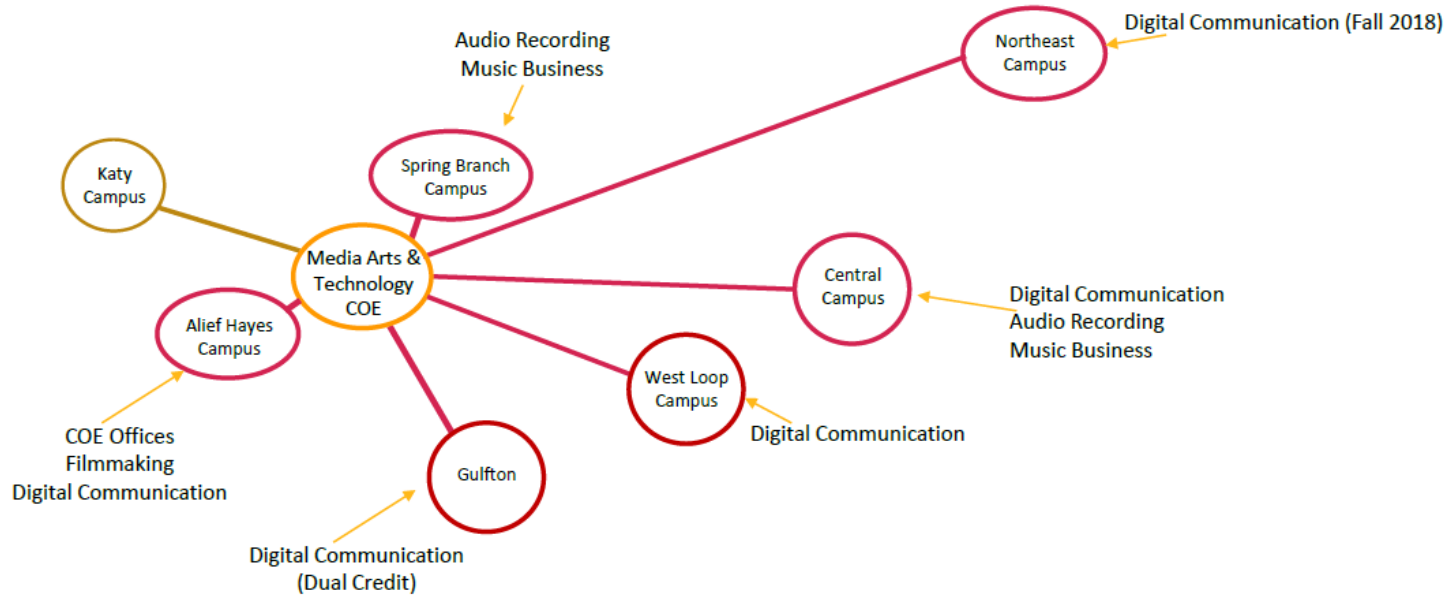 Digital Communication (Fall 2018)
Northeast
Campus
Audio Recording
Music Business
Spring Branch
Campus
Katy
Campus
Media Arts &
Technology
COE
Central
Campus
Digital Communication
Audio Recording
Music Business
Alief Hayes
Campus
West Loop
Campus
Digital Communication
COE Offices
Filmmaking
Digital Communication
Gulfton
Digital Communication
(Dual Credit)